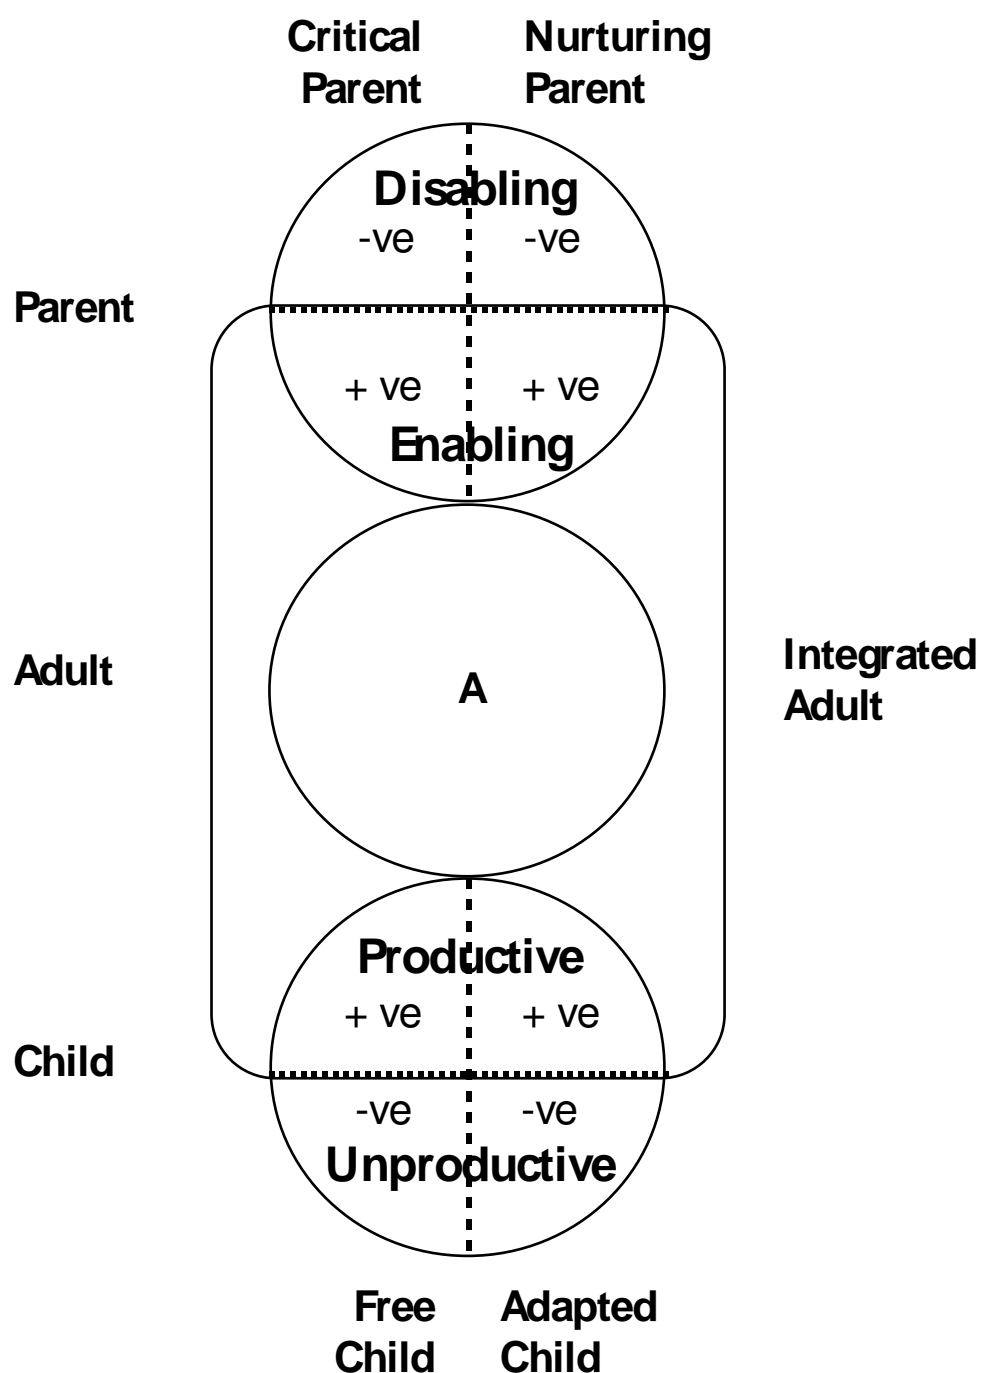 Critical
Parent
Nurturing
Parent
Disabling
-ve -ve
Parent
+ ve + ve
Enabling
Adult
A
Integrated
Adult
Productive
+ ve + ve
Child
-ve -ve
Unproductive
Free
Child
Adapted
Child